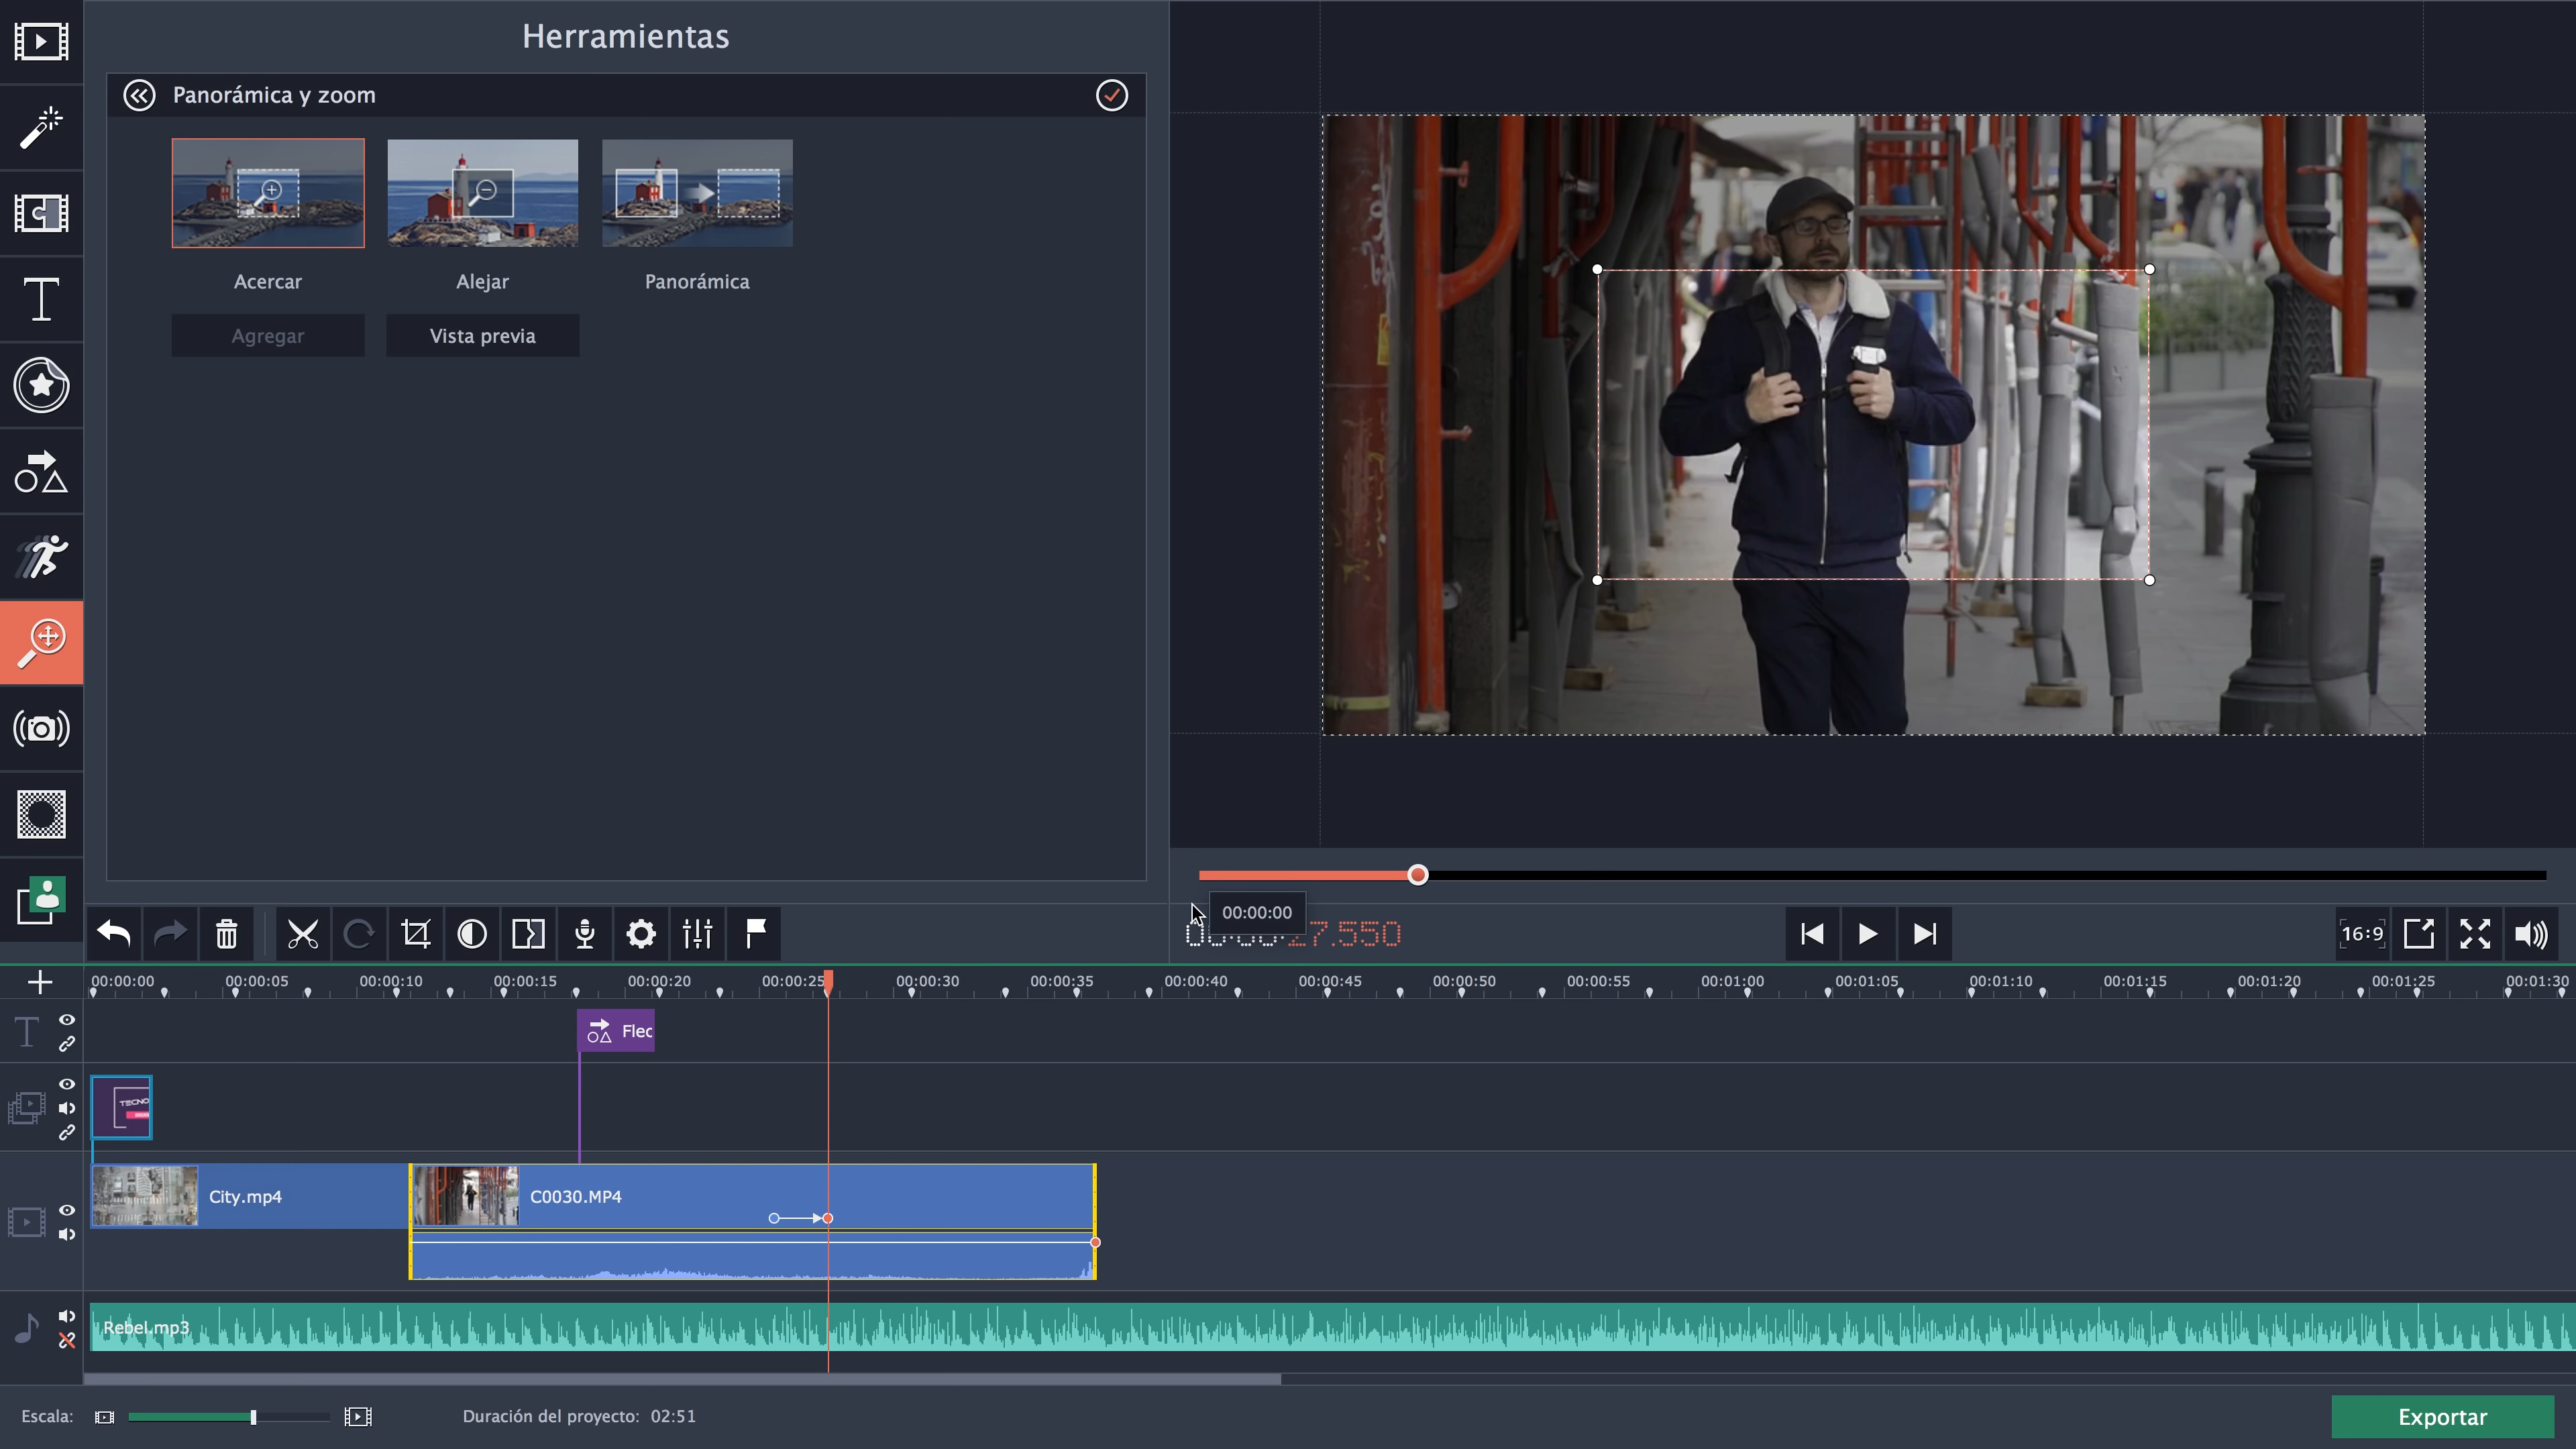 Herramientas
Panorámica y zoom
Acercar
Alejar
Panorámica
Agregar
Vista previa
00:00:00
27.550
16:9
00:00:00
00:00:05
00:00:10
00:00:15
00:00:20
00:00:25
00:00:30
00:00:35
00:00:40
00:00:45
00:00:50
00:00:55
00:01:00
00:01:05
00:01:10
00:01:15
00:01:20
00:01:25
00:01:30
Flec
TECNO
City.mp4
C0030.MP4
Rebel.mp3
Escala:
Duración del proyecto: 02:51
Exportar